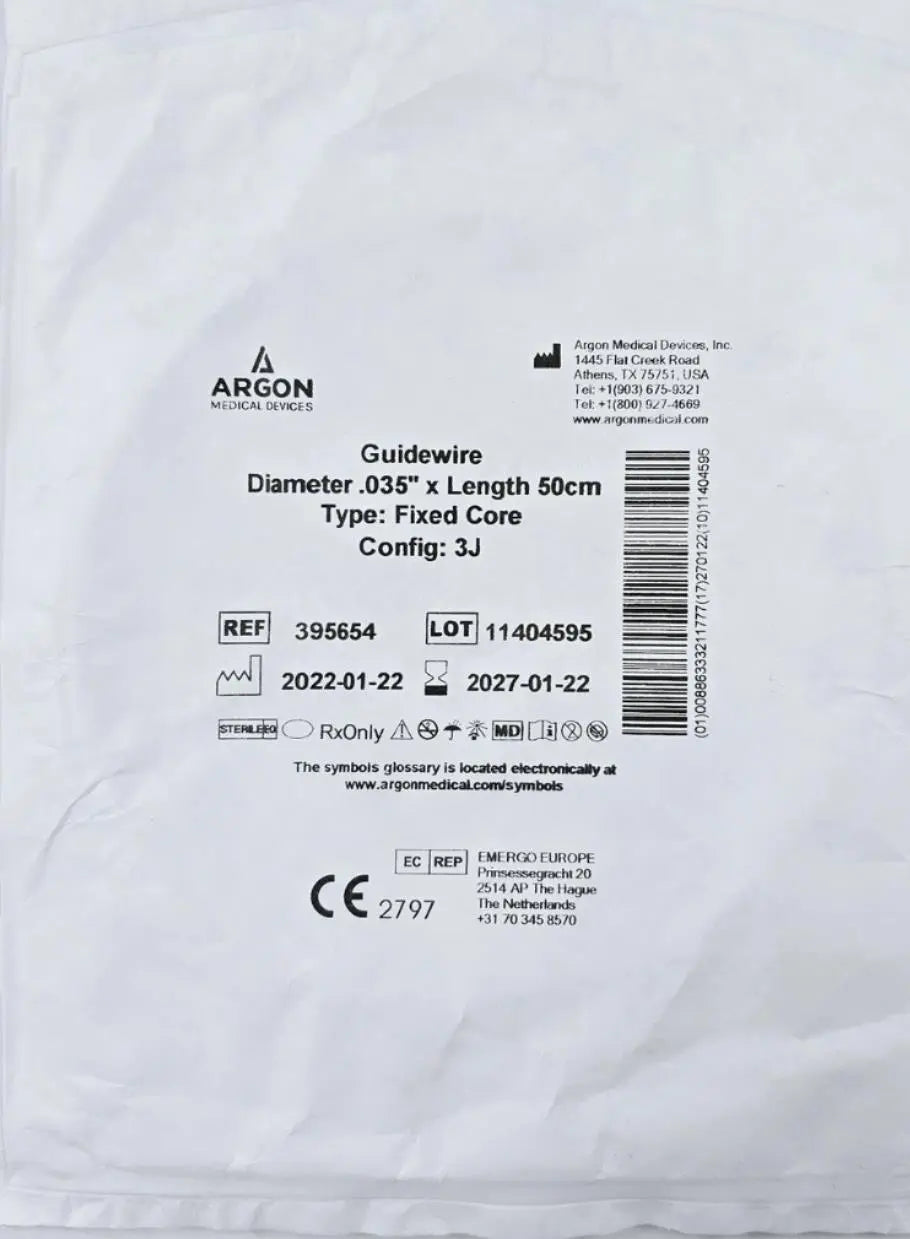 ARGON
MEDICAL DEVICES
Argon Medical Devices, Inc.
1445 Flat Creek Road
Athens, TX 75751, USA
Tel: +1(903) 675-9321
Tel: +1(800) 927-4669
www.argonmedical.com
Guidewire
Diameter .035" x Length 50cm
Type: Fixed Core
Config: 3J
REF 395654 LOT 11404595
2022-01-22 2027-01-22
STERILE EO RxOnly MD
(01)00886333211777(17)270122(10)11404595
The symbols glossary is located electronically at
www.argonmedical.com/symbols
EC REP
EMERGO EUROPE
Prinsessegracht 20
2514 AP The Hague
The Netherlands
+31 70 345 8570
CE 2797